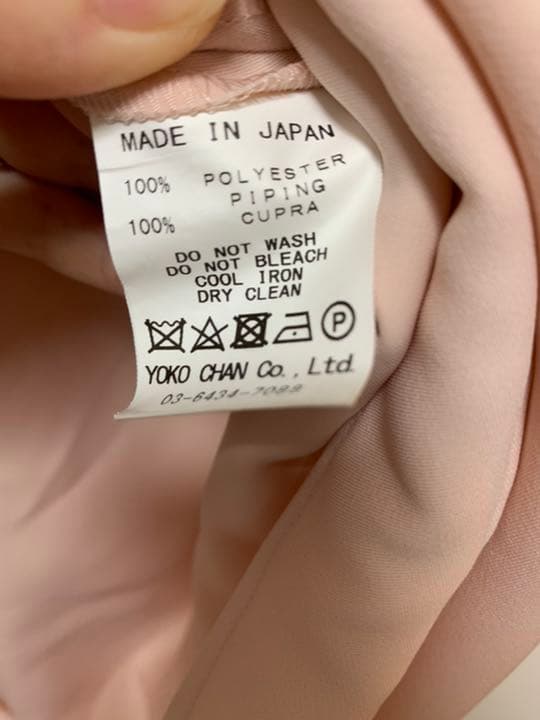 MADE IN JAPAN
100% POLYESTER
PIPING
100% CUPRA
DO NOT WASH
DO NOT BLEACH
COOL IRON
DRY CLEAN
P
YOKO CHAN Co.,Ltd.
03-6434-7088